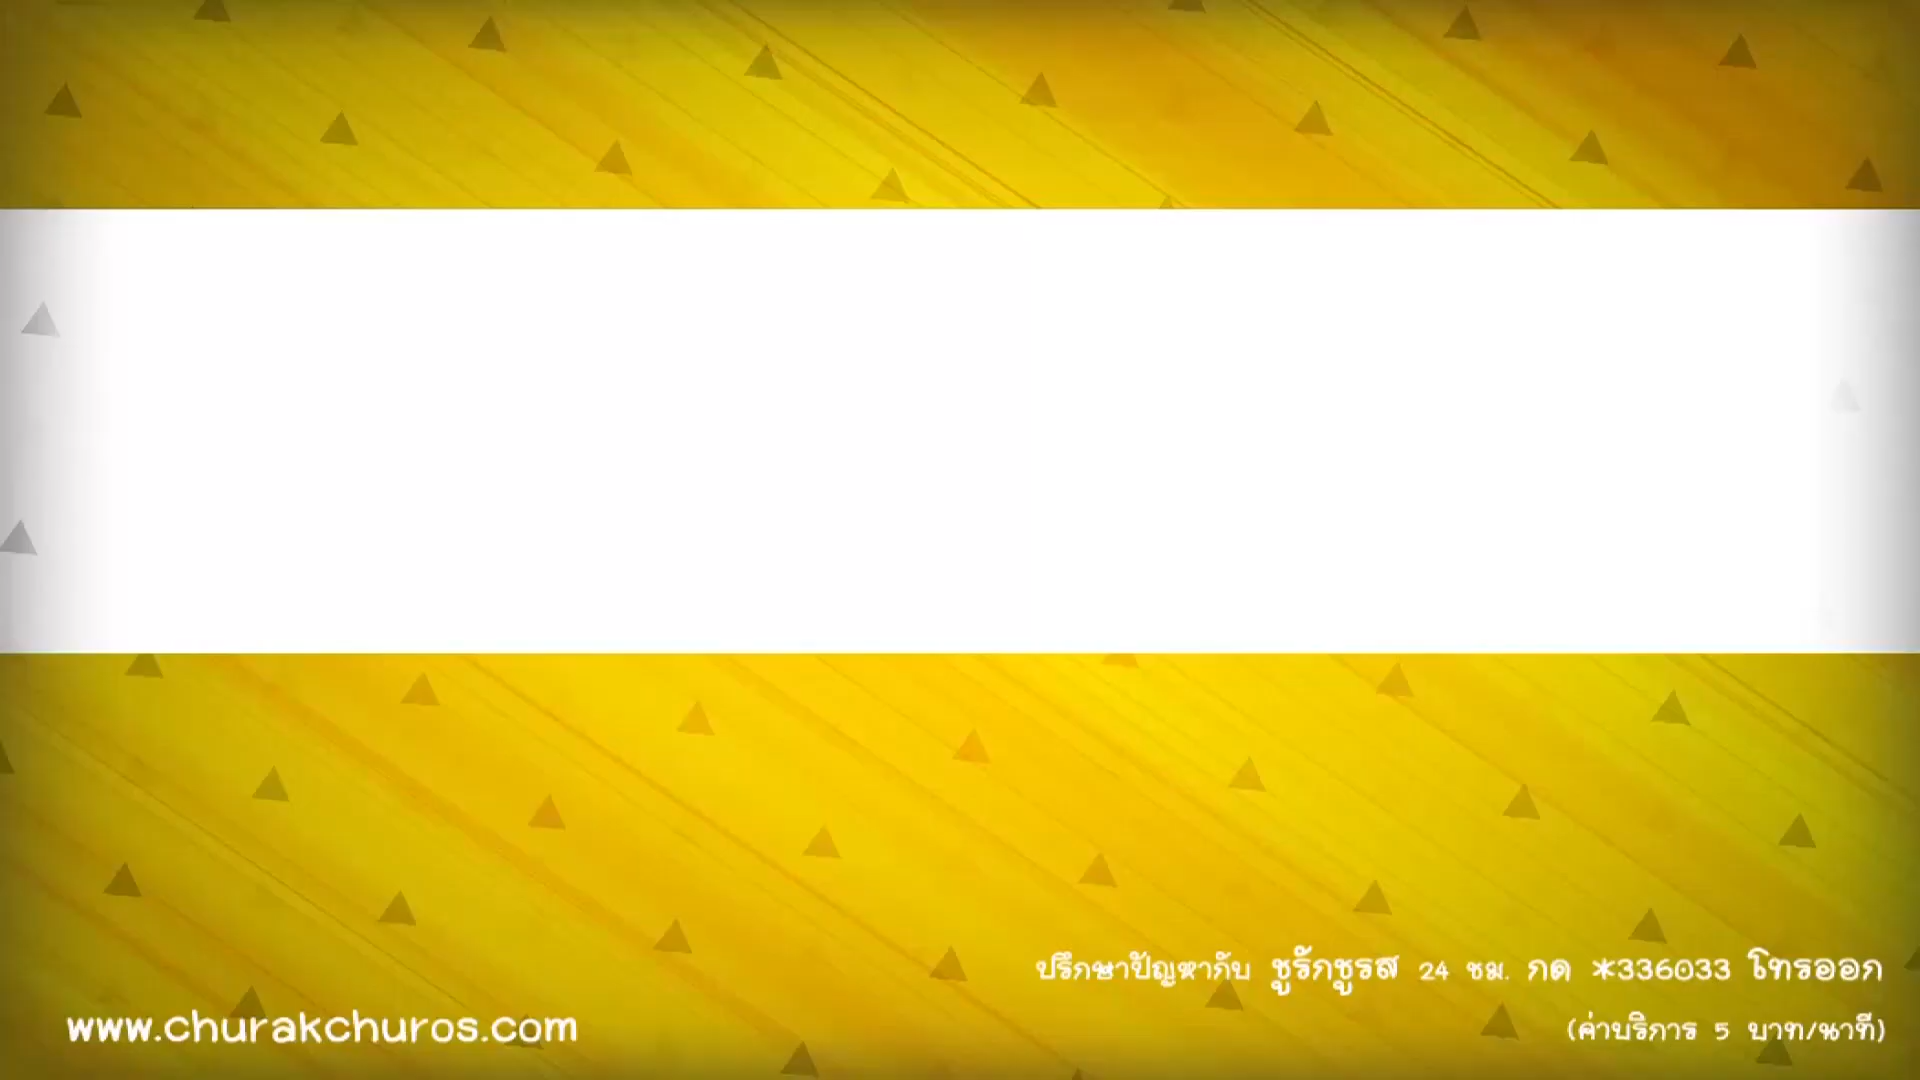 ปรึกษาปัญหากับ ชูรักชูรส 24 ชม. กด *336033 โทรออก
www.churakchuros.com
(ค่าบริการ 5 บาท/นาที)